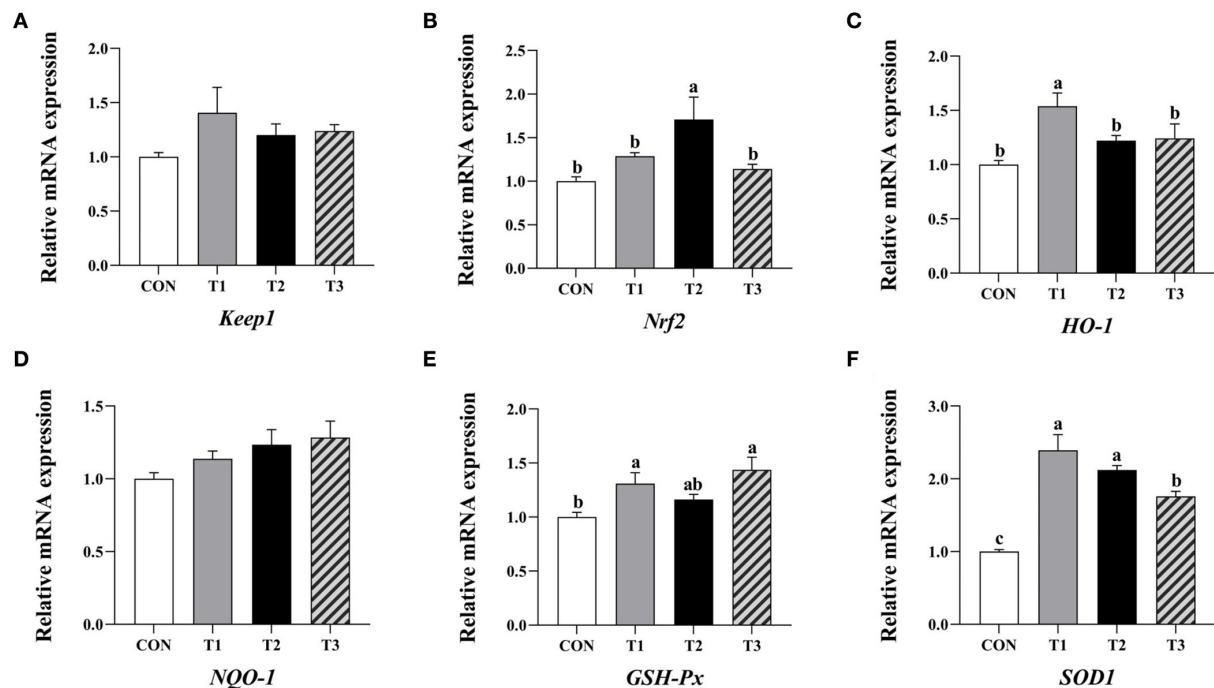 A
Relative mRNA expression
2.0
1.5
1.0
0.5
0.0
CON T1 T2 T3
Keep1
B
Relative mRNA expression
2.5
2.0
1.5
1.0
0.5
0.0
b b a b
CON T1 T2 T3
Nrf2
C
Relative mRNA expression
2.0
1.5
1.0
0.5
0.0
b a b b
CON T1 T2 T3
HO-1
D
Relative mRNA expression
1.5
1.0
0.5
0.0
CON T1 T2 T3
NQO-1
E
Relative mRNA expression
2.0
1.5
1.0
0.5
0.0
b a ab a
CON T1 T2 T3
GSH-Px
F
Relative mRNA expression
3.0
2.0
1.0
0.0
c a a b
CON T1 T2 T3
SOD1